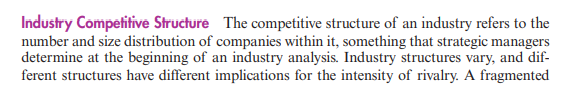 Industry Competitive Structure The competitive structure of an industry refers to the
number and size distribution of companies within it, something that strategic managers
determine at the beginning of an industry analysis. Industry structures vary, and dif-
ferent structures have different implications for the intensity of rivalry. A fragmented